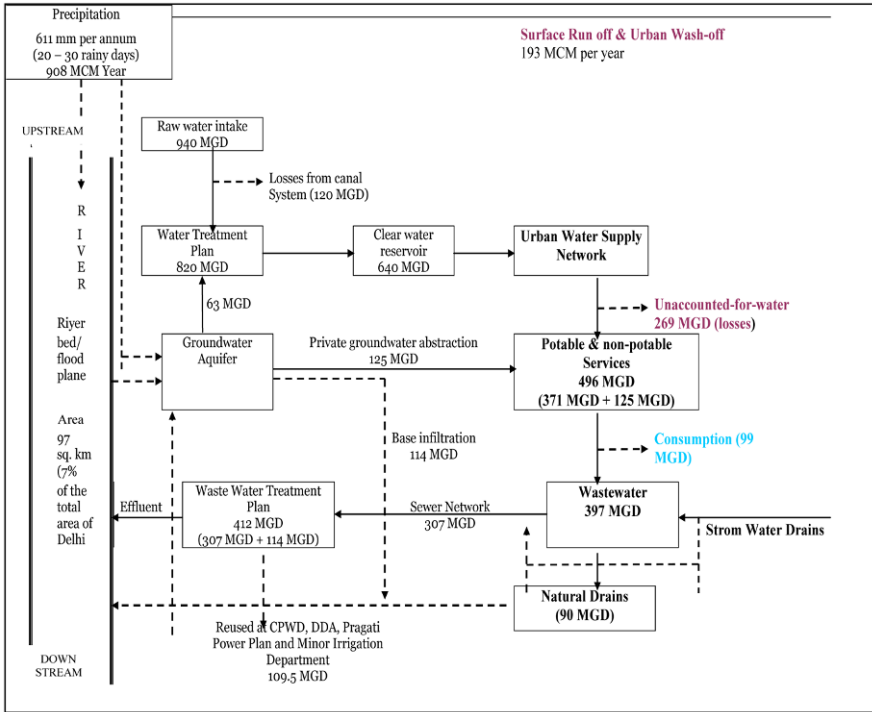 Precipitation
611 mm per annum
(20 – 30 rainy days)
908 MCM Year
Surface Run off & Urban Wash-off
193 MCM per year
UPSTREAM
Raw water intake
940 MGD
Losses from canal
System (120 MGD)
R
I
V
E
R
Water Treatment
Plan
820 MGD
Clear water
reservoir
640 MGD
Urban Water Supply
Network
63 MGD
Unaccounted-for-water
269 MGD (losses)
Riyer
bed/
flood
plane
Groundwater
Aquifer
Private groundwater abstraction
125 MGD
Potable & non-potable
Services
496 MGD
(371 MGD + 125 MGD)
Area
97
sq. km
(7%
of the
total
area of
Delhi
Base infiltration
114 MGD
Consumption (99
MGD)
Effluent
Waste Water Treatment
Plan
412 MGD
(307 MGD + 114 MGD)
Sewer Network
307 MGD
Wastewater
397 MGD
Strom Water Drains
Natural Drains
(90 MGD)
Reused at CPWD, DDA, Pragati
Power Plan and Minor Irrigation
Department
109.5 MGD
DOWN
STREAM